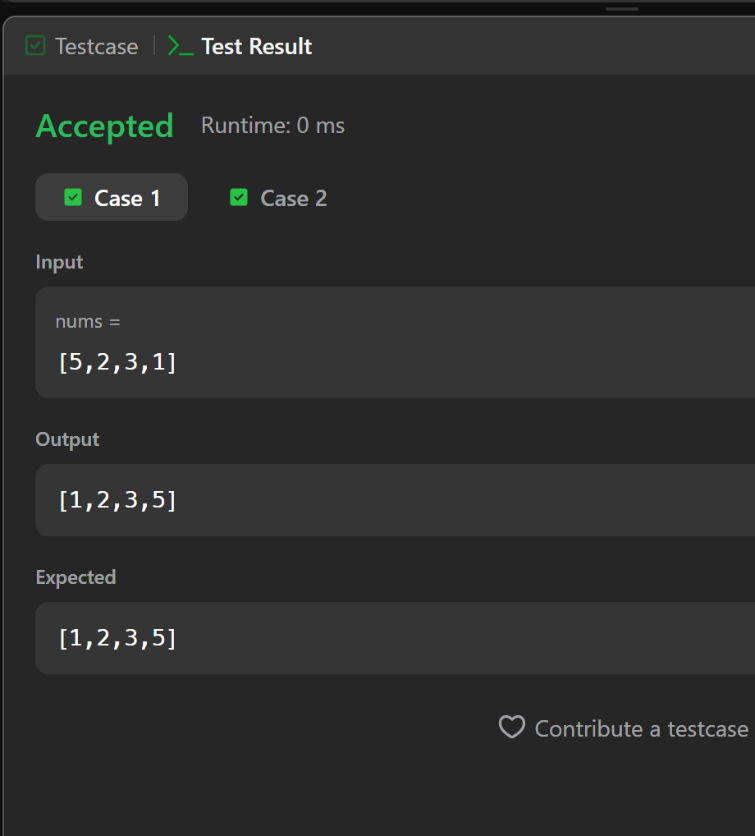 Testcase | >_ Test Result
Accepted Runtime: 0 ms
Case 1 Case 2
Input
nums =
[5,2,3,1]
Output
[1,2,3,5]
Expected
[1,2,3,5]
Contribute a testcase